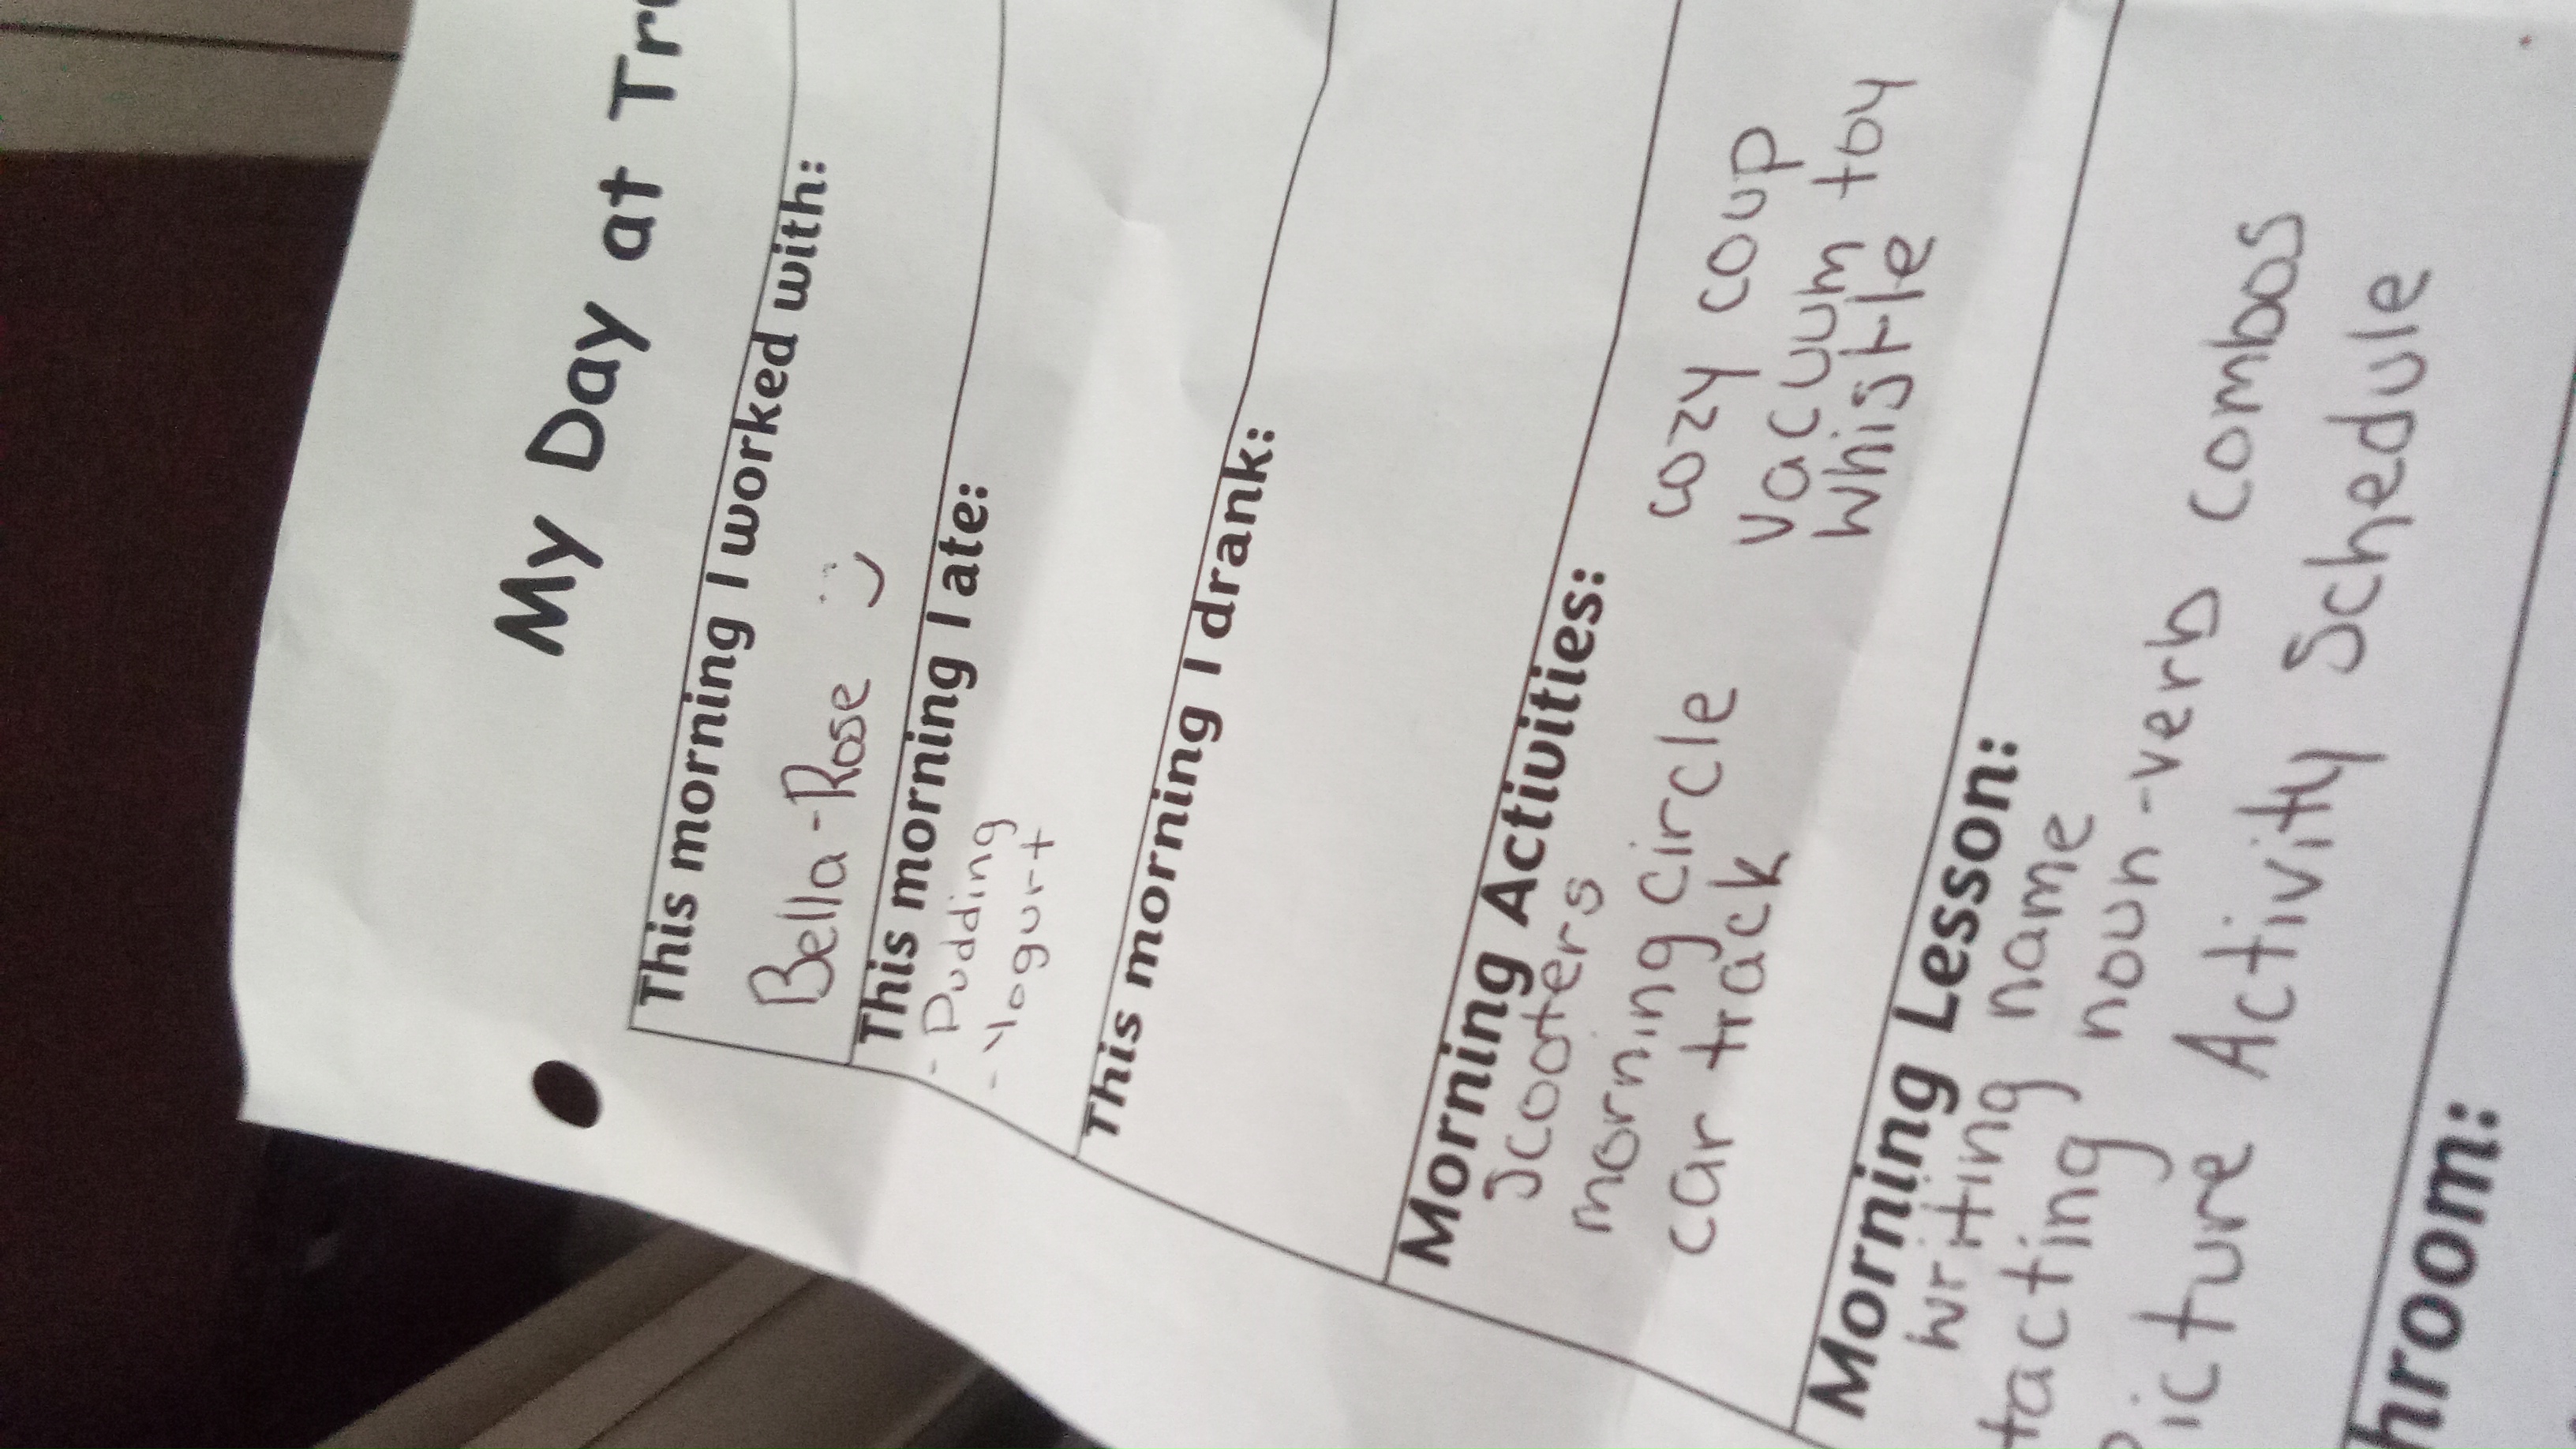 My Day at
This morning I worked with:
Bella-Rose :)
This morning I ate:
- Pudding
- Yogurt
This morning I drank:
Morning Activities:
scooters
morning circle
car track
cozy coup
vacuum toy
whistle
Morning Lesson:
writing name
tacting noun-verb combos
Picture Activity Schedule